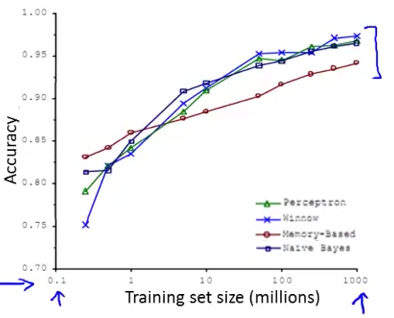 1.00
0.95
0.90
0.85
0.80
0.75
0.70
Accuracy
Perceptron
Winnow
Memory-Based
Naïve Bayes
0.1 1 10 100 1000
Training set size (millions)